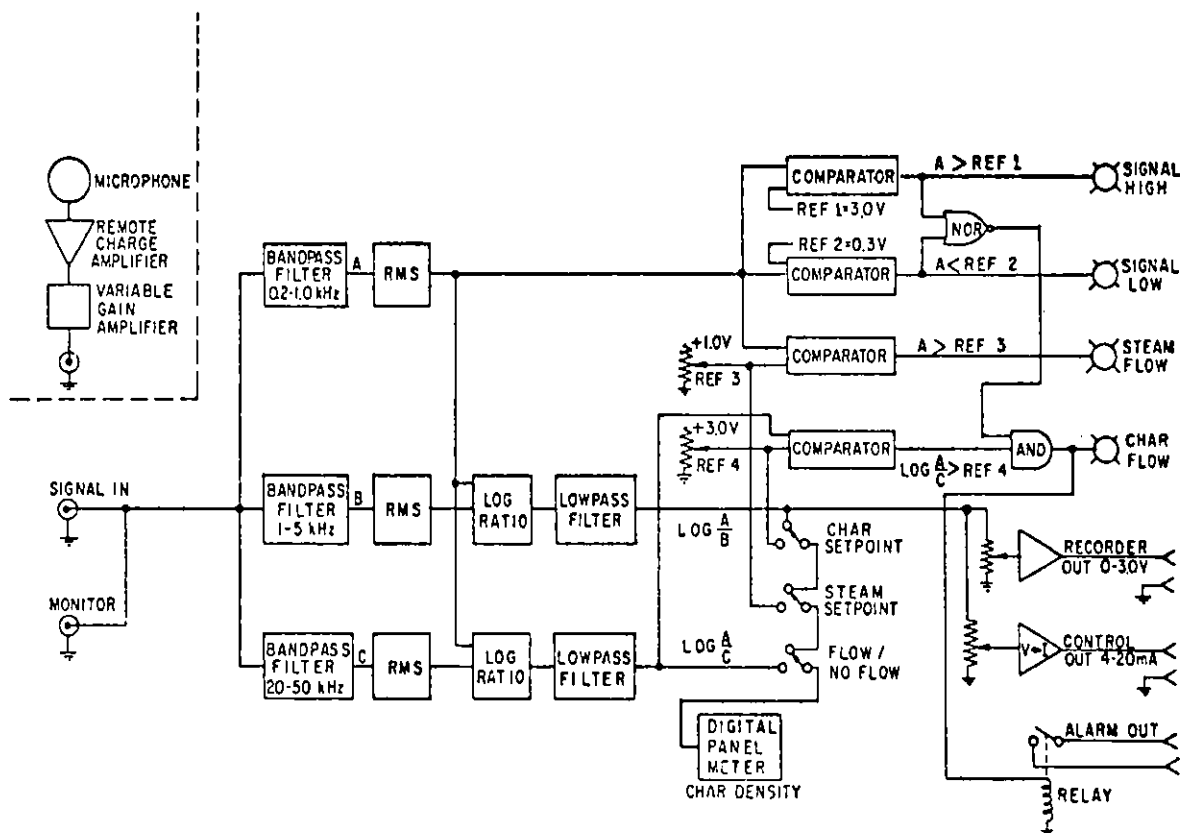 MICROPHONE
REMOTE
CHARGE
AMPLIFIER
VARIABLE
GAIN
AMPLIFIER
BANDPASS
FILTER
0.2-1.0 kHz
A
RMS
COMPARATOR
A > REF 1
SIGNAL
HIGH
REF 1=3.0V
NOR
REF 2=0.3V
COMPARATOR
A < REF 2
SIGNAL
LOW
+1.0V
REF 3
COMPARATOR
A > REF 3
STEAM
FLOW
+3.0V
REF 4
COMPARATOR
LOG A/C > REF 4
AND
CHAR
FLOW
SIGNAL IN
BANDPASS
FILTER
1-5 kHz
B
RMS
LOG
RATIO
LOWPASS
FILTER
LOG A/B
CHAR
SETPOINT
RECORDER
OUT 0-3.0V
MONITOR
STEAM
SETPOINT
BANDPASS
FILTER
20-50 kHz
C
RMS
LOG
RATIO
LOWPASS
FILTER
LOG A/C
FLOW /
NO FLOW
V-I
CONTROL
OUT 4-20mA
DIGITAL
PANEL
METER
CHAR DENSITY
ALARM OUT
RELAY